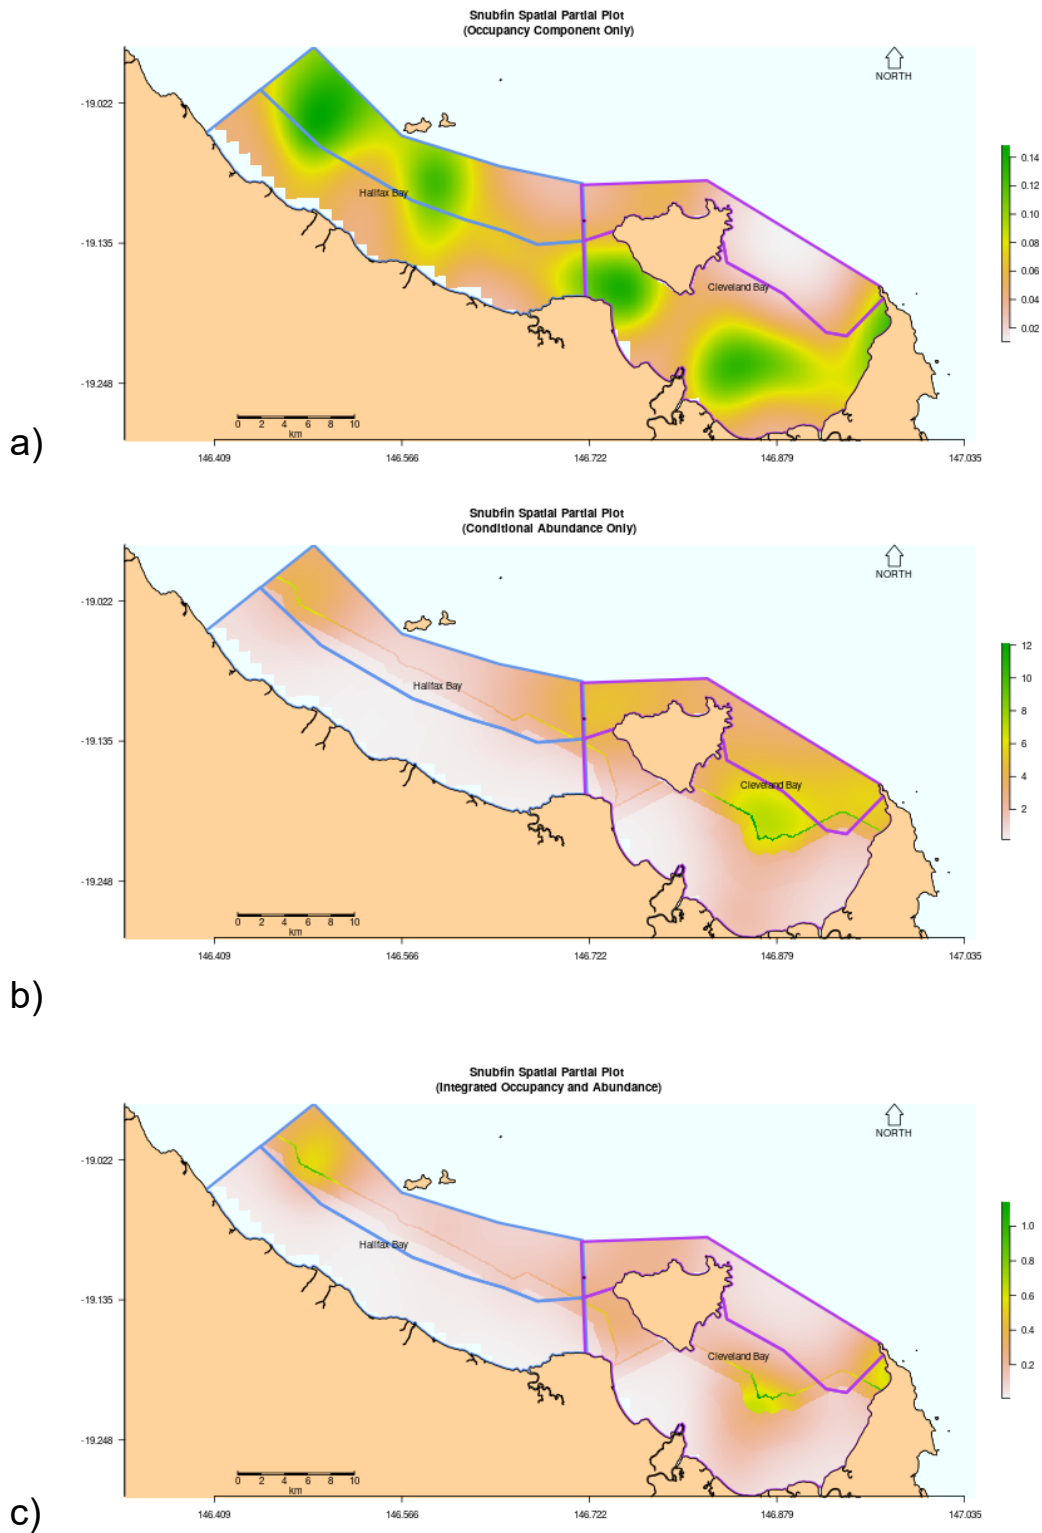 Snubfin Spatial Partial Plot
(Occupancy Component Only)
NORTH
-19.022
-19.135
-19.248
Halifax Bay
Cleveland Bay
0.14
0.12
0.10
0.08
0.06
0.04
0.02
0 2 4 6 8 10
km
a)
146.409 146.566 146.722 146.879 147.035
Snubfin Spatial Partial Plot
(Conditional Abundance Only)
NORTH
-19.022
-19.135
-19.248
Halifax Bay
Cleveland Bay
12
10
8
6
4
2
0 2 4 6 8 10
km
146.409 146.566 146.722 146.879 147.035
b)
Snubfin Spatial Partial Plot
(Integrated Occupancy and Abundance)
NORTH
-19.022
-19.135
-19.248
Halifax Bay
Cleveland Bay
1.0
0.8
0.6
0.4
0.2
0 2 4 6 8 10
km
c)
146.409 146.566 146.722 146.879 147.035